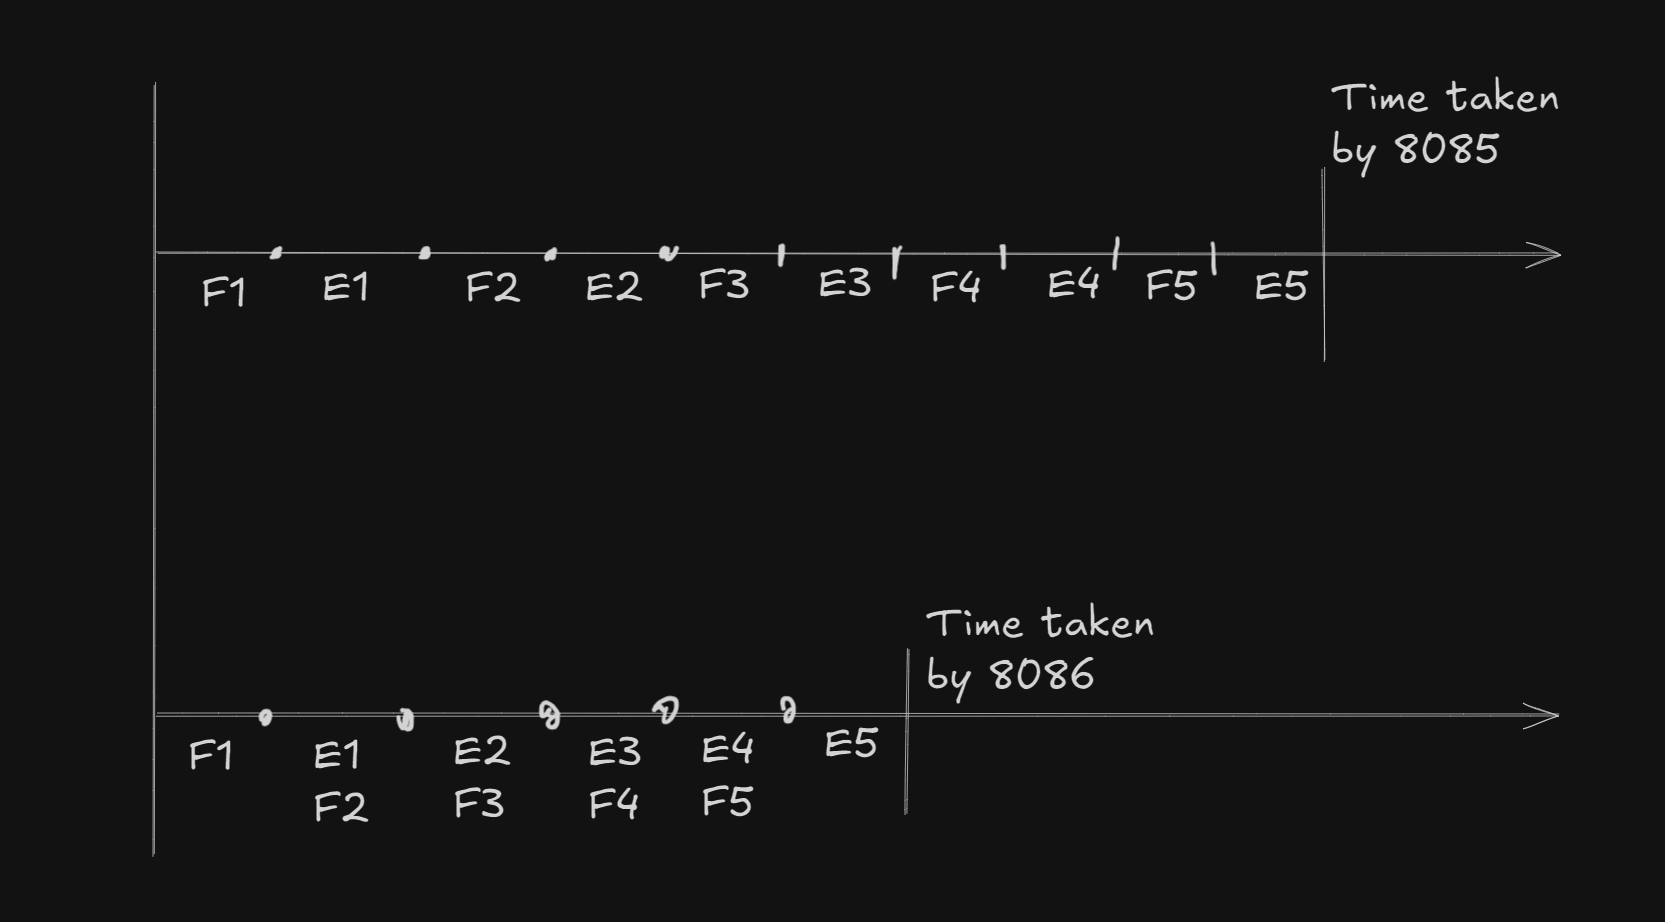 Time taken
by 8085
F1 E1 F2 E2 F3 E3 F4 E4 F5 E5
Time taken
by 8086
F1 E1 E2 E3 E4 E5
F2 F3 F4 F5